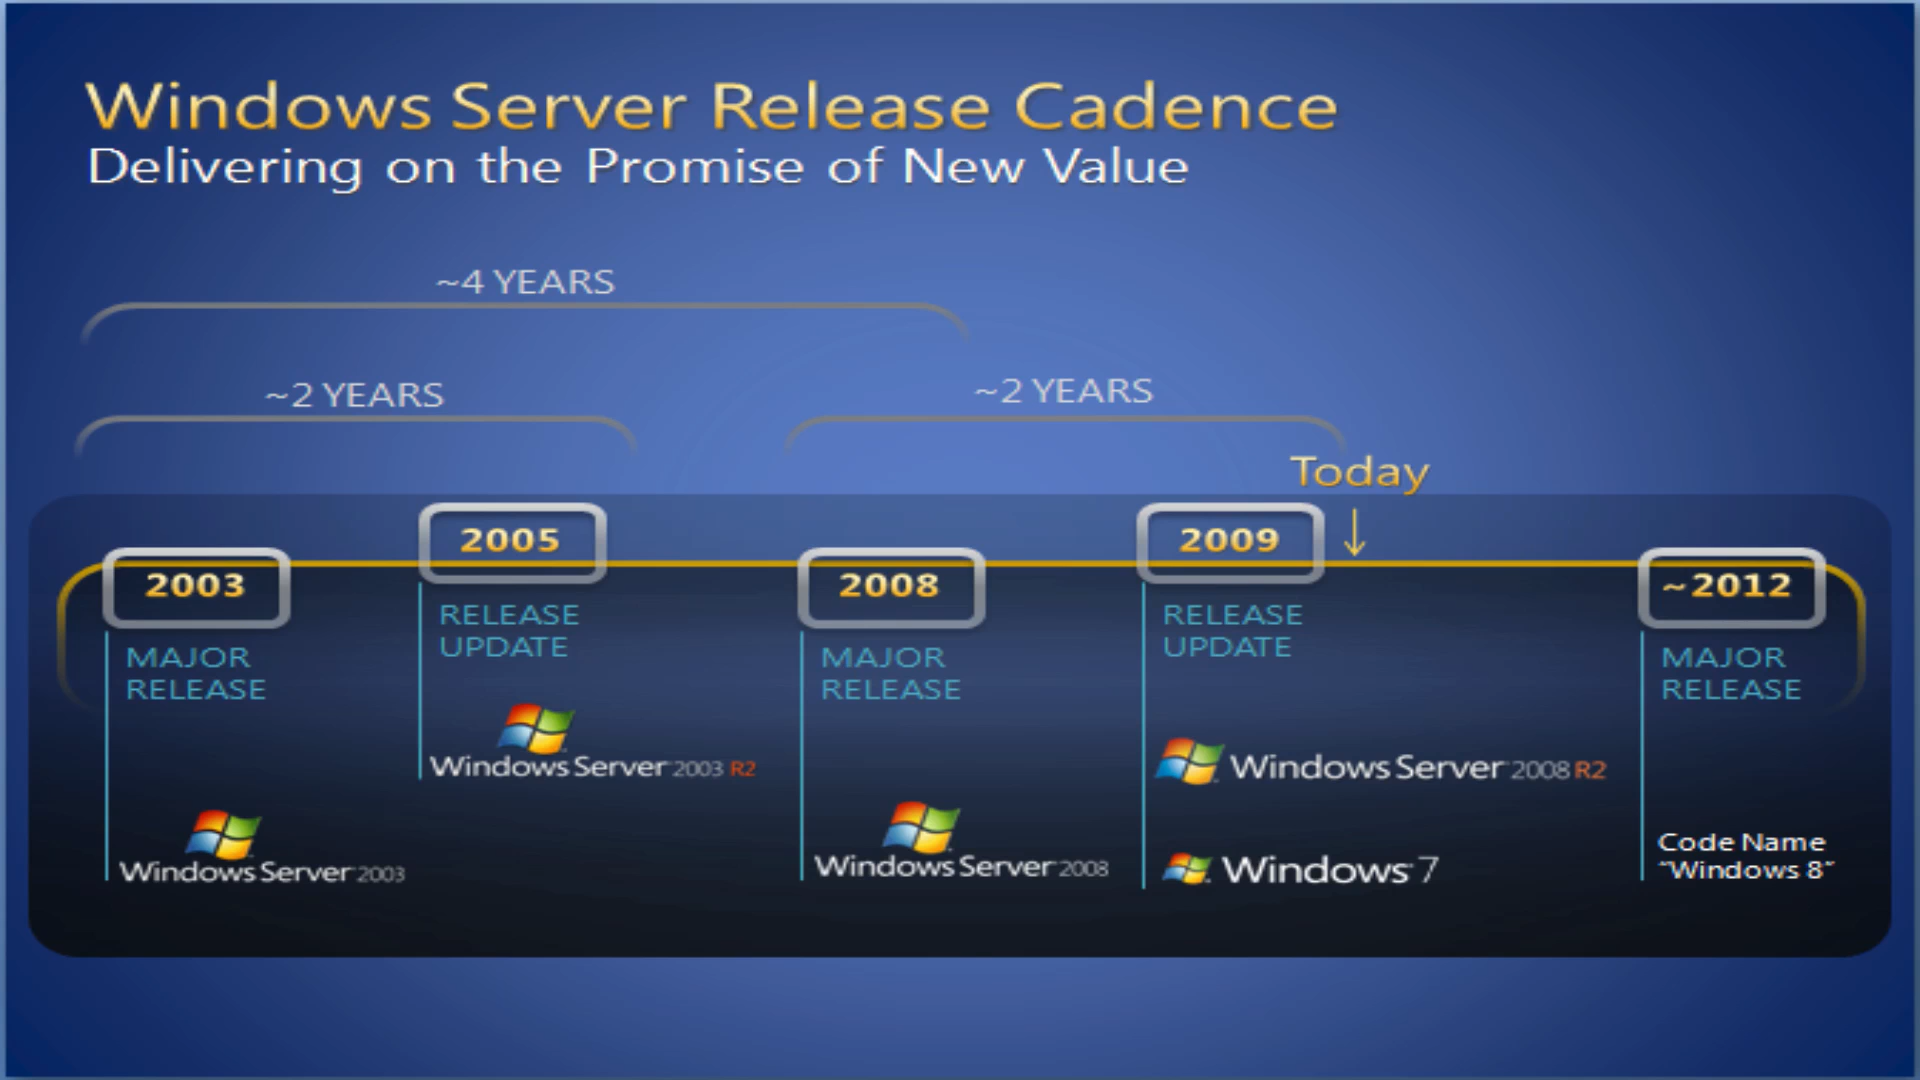 Windows Server Release Cadence
Delivering on the Promise of New Value
~4 YEARS
~2 YEARS
~2 YEARS
Today
2003
MAJOR
RELEASE
Windows Server 2003
2005
RELEASE
UPDATE
Windows Server 2003 R2
2008
MAJOR
RELEASE
Windows Server 2008
2009
RELEASE
UPDATE
Windows Server 2008 R2
Windows 7
~2012
MAJOR
RELEASE
Code Name
"Windows 8"